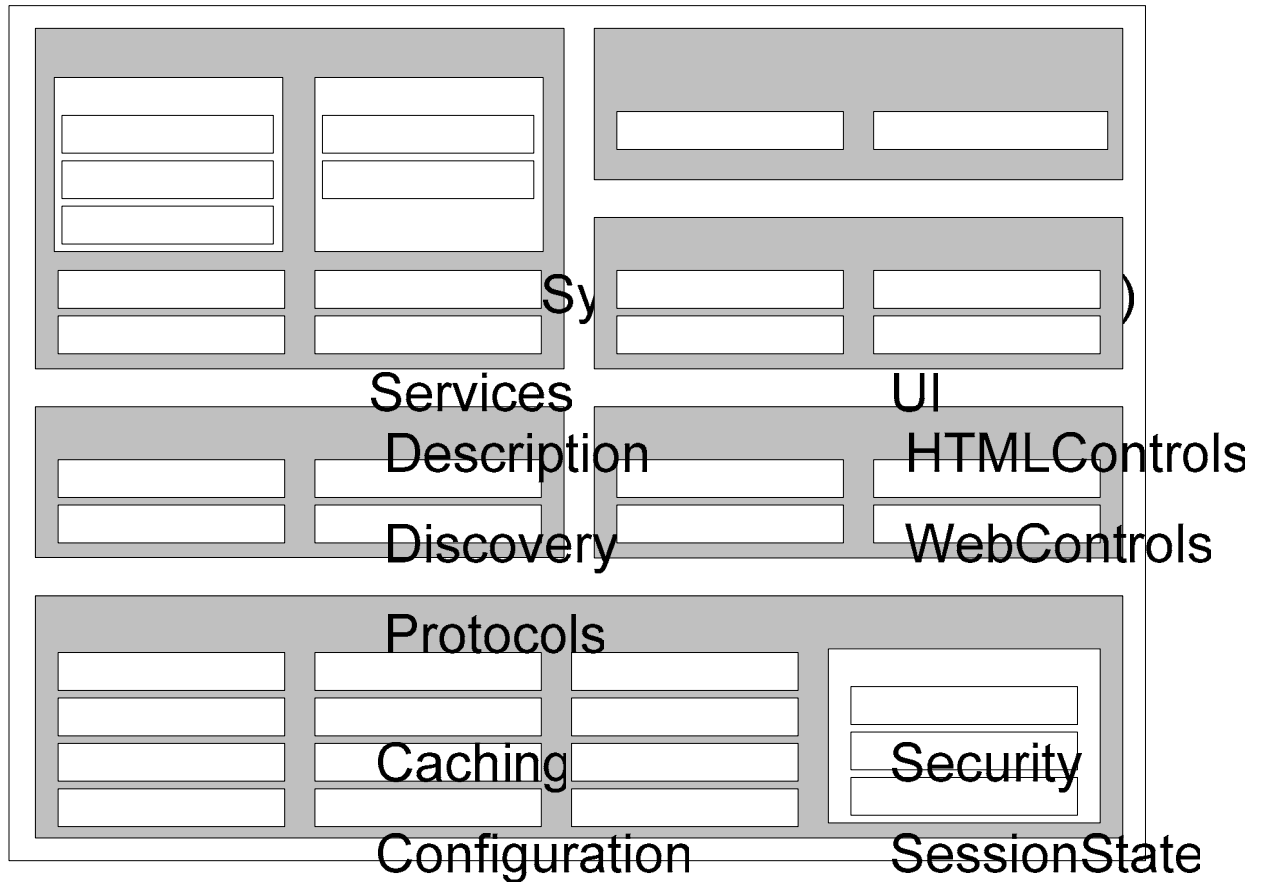 Services
UI
Description
HTMLControls
Discovery
WebControls
Protocols
Caching
Security
Configuration
SessionState